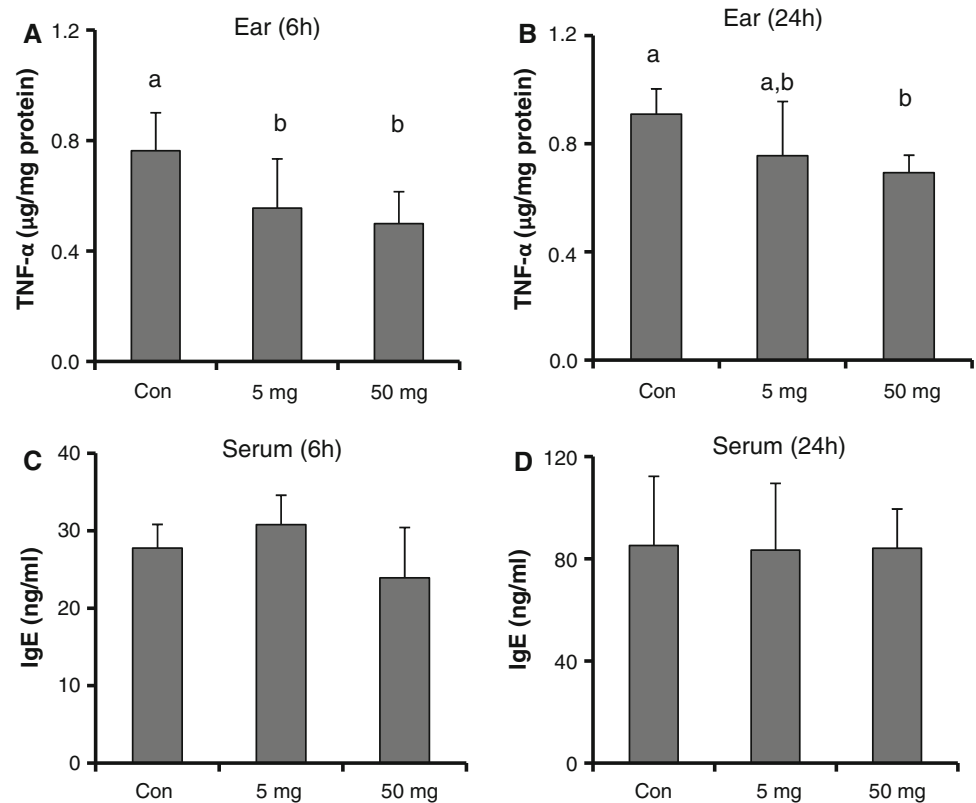 A
Ear (6h)
TNF-α (μg/mg protein)
1.2
0.8
0.4
0.0
a
b
b
Con
5 mg
50 mg
B
Ear (24h)
TNF-α (μg/mg protein)
1.2
0.8
0.4
0.0
a
a,b
b
Con
5 mg
50 mg
C
Serum (6h)
IgE (ng/ml)
40
30
20
10
0
Con
5 mg
50 mg
D
Serum (24h)
IgE (ng/ml)
120
80
40
0
Con
5 mg
50 mg